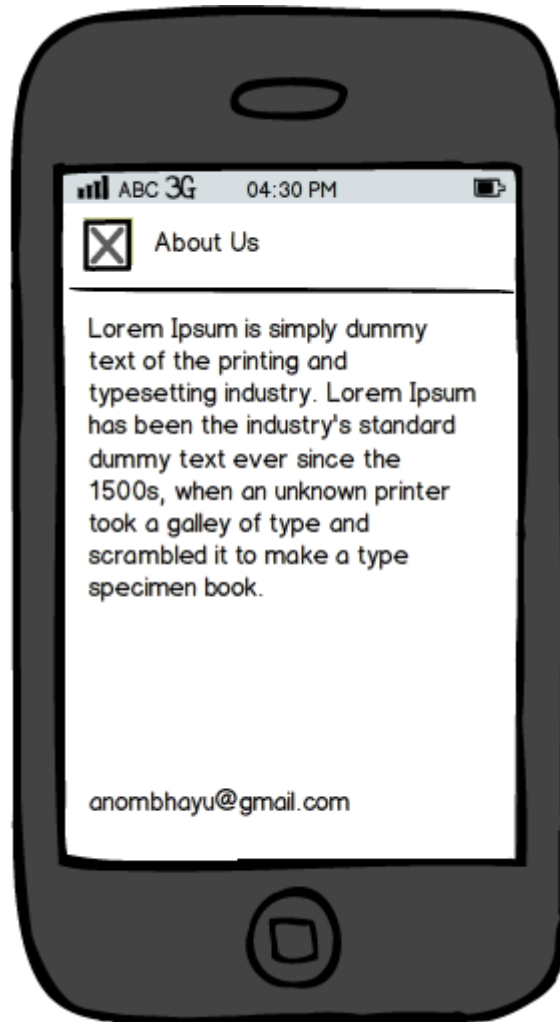 ABC 3G 04:30 PM
About Us
Lorem Ipsum is simply dummy
text of the printing and
typesetting industry. Lorem Ipsum
has been the industry's standard
dummy text ever since the
1500s, when an unknown printer
took a galley of type and
scrambled it to make a type
specimen book.
anombhayu@gmail.com